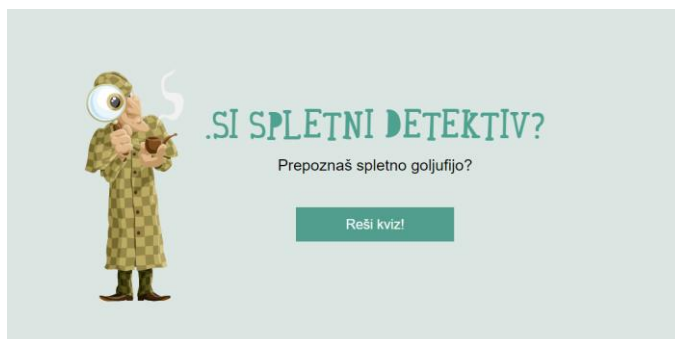 .SI SPLETNI DETEKTIV?
Prepoznaš spletno goljufijo?
Reši kviz!